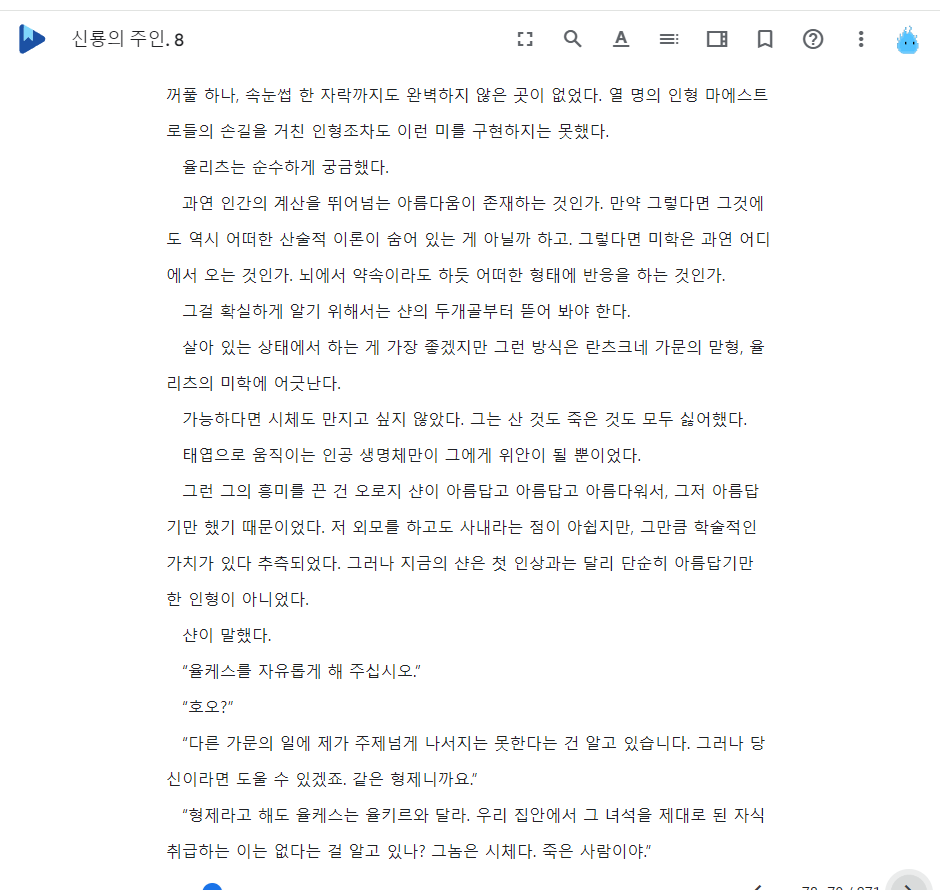 신룡의 주인. 8
꺼풀 하나, 속눈썹 한 자락까지도 완벽하지 않은 곳이 없었다. 열 명의 인형 마에스트
로들의 손길을 거친 인형조차도 이런 미를 구현하지는 못했다.
율리츠는 순수하게 궁금했다.
과연 인간의 계산을 뛰어넘는 아름다움이 존재하는 것인가. 만약 그렇다면 그것에
도 역시 어떠한 산술적 이론이 숨어 있는 게 아닐까 하고. 그렇다면 미학은 과연 어디
에서 오는 것인가. 뇌에서 약속이라도 하듯 어떠한 형태에 반응을 하는 것인가.
그걸 확실하게 알기 위해서는 샨의 두개골부터 뜯어 봐야 한다.
살아 있는 상태에서 하는 게 가장 좋겠지만 그런 방식은 란츠크네 가문의 맏형, 율
리츠의 미학에 어긋난다.
가능하다면 시체도 만지고 싶지 않았다. 그는 산 것도 죽은 것도 모두 싫어했다.
태엽으로 움직이는 인공 생명체만이 그에게 위안이 될 뿐이었다.
그런 그의 흥미를 끈 건 오로지 샨이 아름답고 아름답고 아름다워서, 그저 아름답
기만 했기 때문이었다. 저 외모를 하고도 사내라는 점이 아쉽지만, 그만큼 학술적인
가치가 있다 추측되었다. 그러나 지금의 샨은 첫 인상과는 달리 단순히 아름답기만
한 인형이 아니었다.
샨이 말했다.
“율케스를 자유롭게 해 주십시오.”
“호오?”
“다른 가문의 일에 제가 주제넘게 나서지는 못한다는 건 알고 있습니다. 그러나 당
신이라면 도울 수 있겠죠. 같은 형제니까요.”
“형제라고 해도 율케스는 율키르와 달라. 우리 집안에서 그 녀석을 제대로 된 자식
취급하는 이는 없다는 걸 알고 있나? 그놈은 시체다. 죽은 사람이야.”